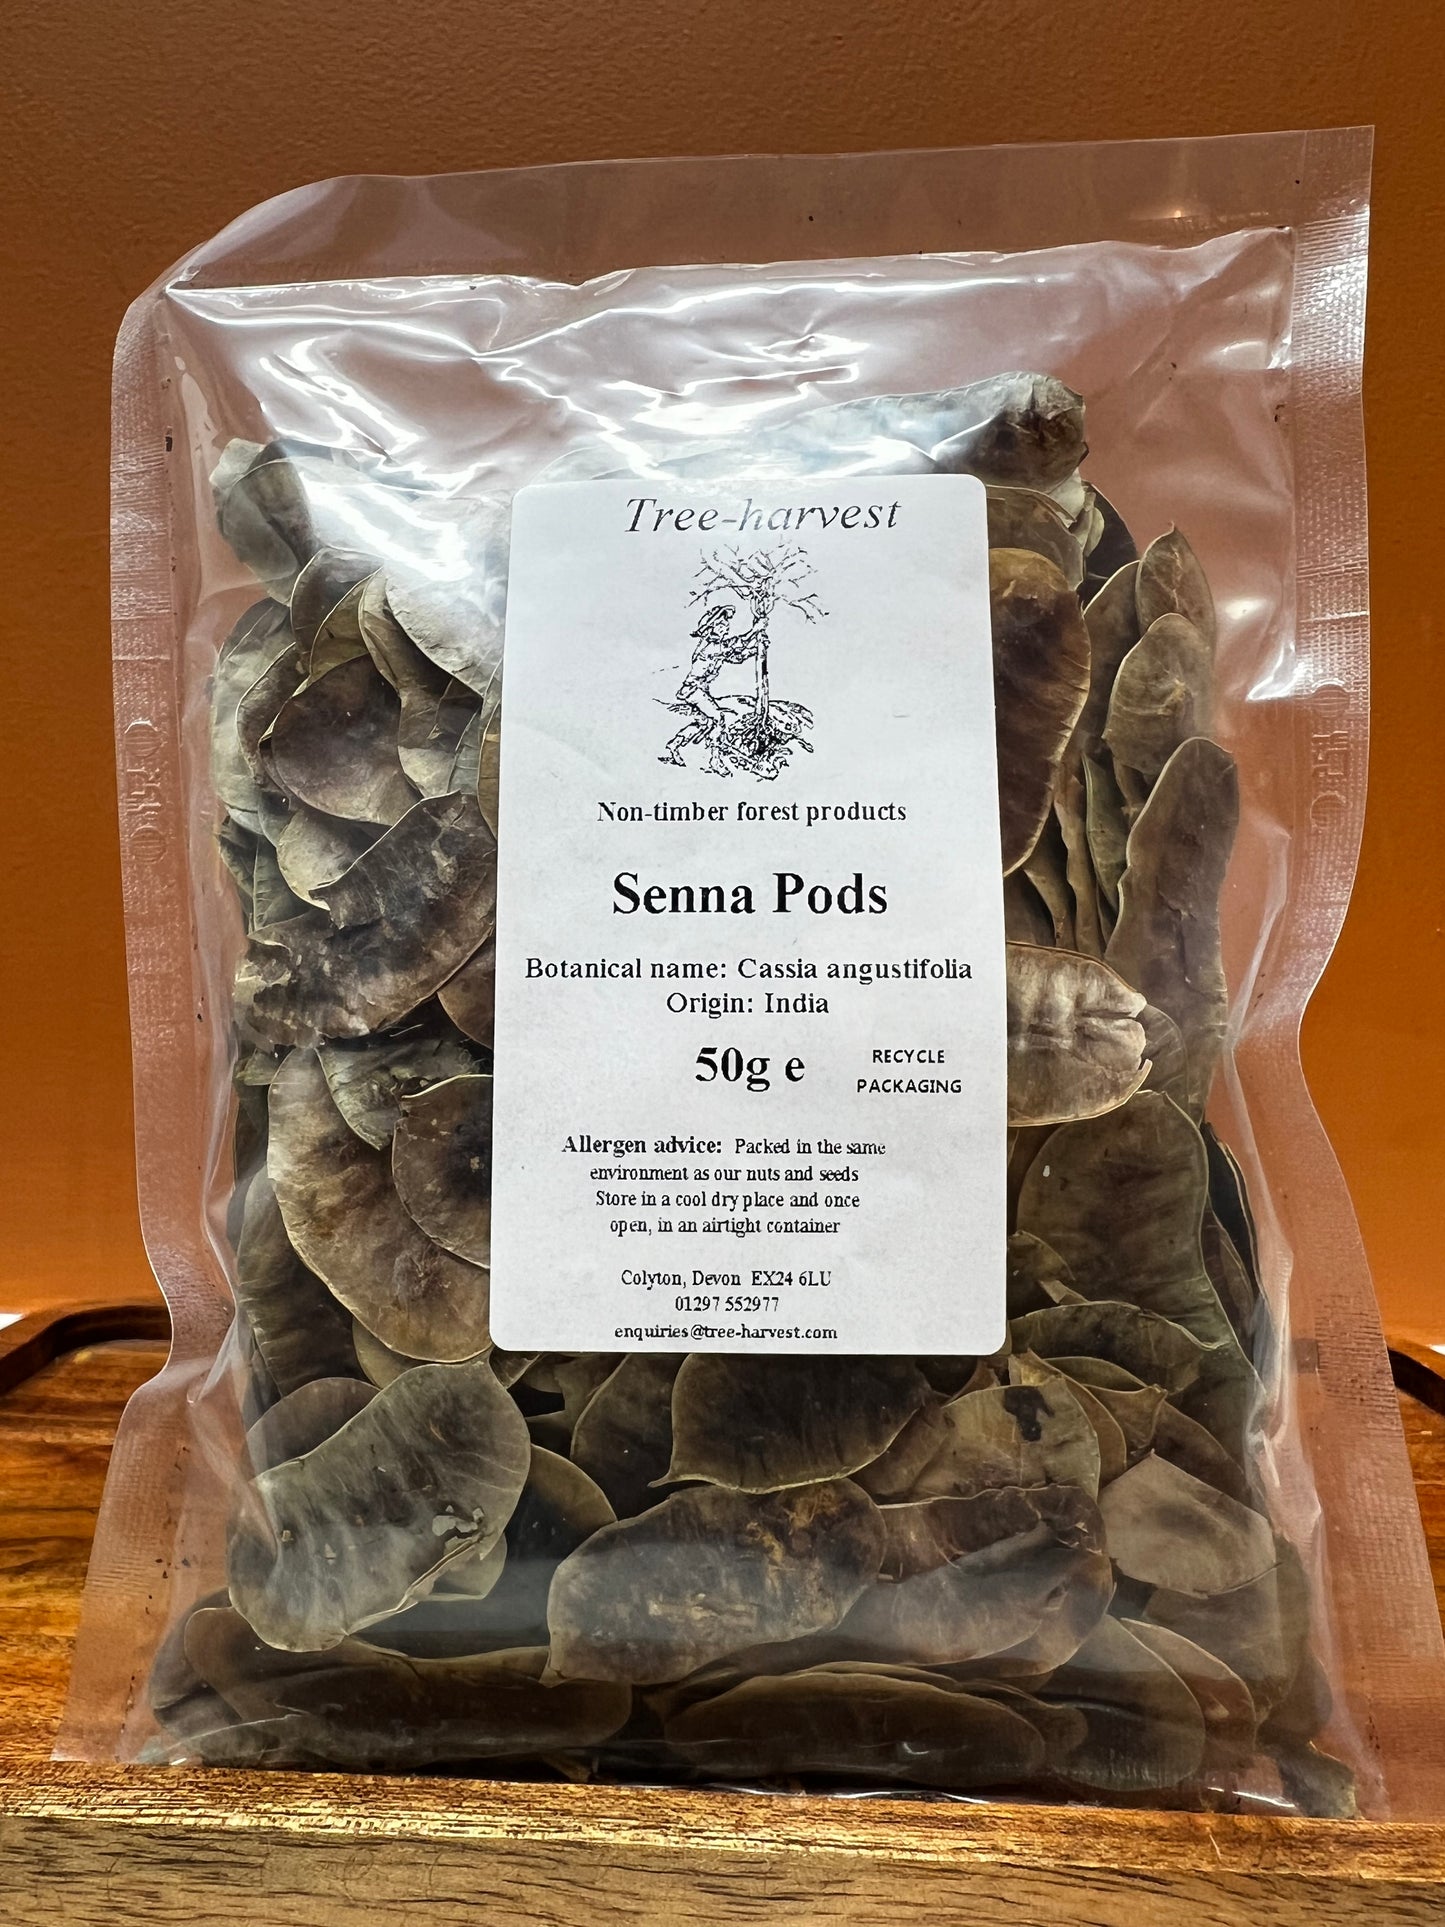 Tree-harvest
Non-timber forest products
Senna Pods
Botanical name: Cassia angustifolia
Origin: India
50g e
RECYCLE
PACKAGING
Allergen advice: Packed in the same
environment as our nuts and seeds
Store in a cool dry place and once
open, in an airtight container
Colyton, Devon EX24 6LU
01297 552977
enquiries@tree-harvest.com